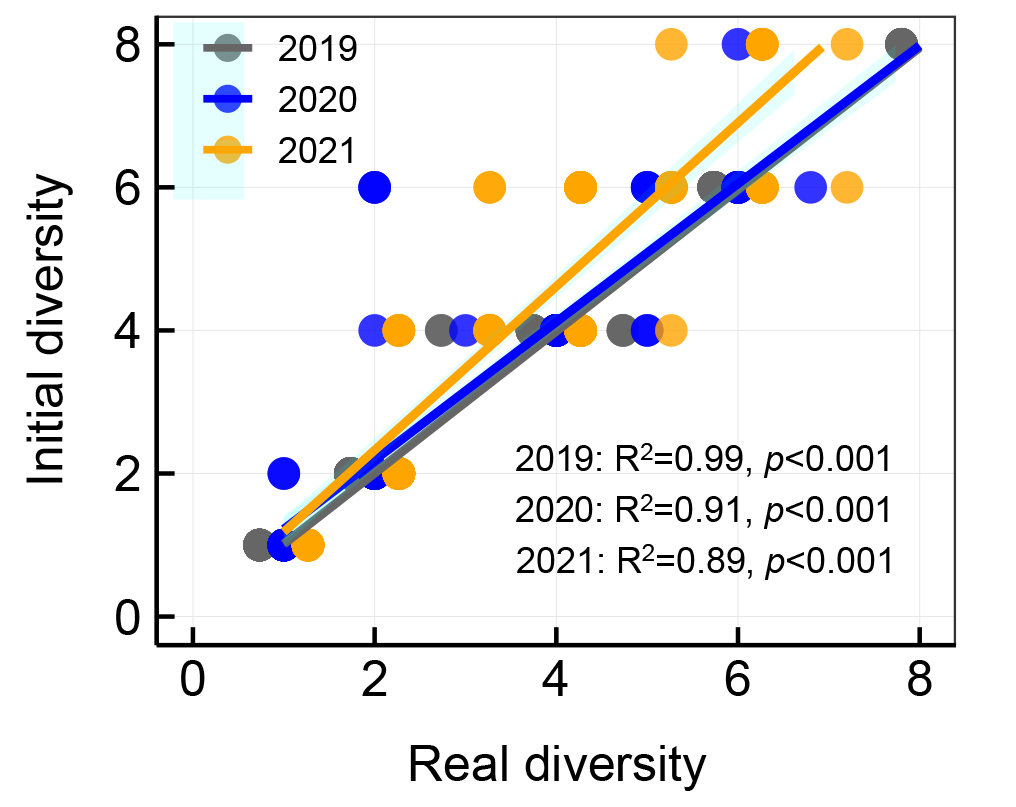 8
6
4
2
0
Initial diversity
2019
2020
2021
2019: R²=0.99, p<0.001
2020: R²=0.91, p<0.001
2021: R²=0.89, p<0.001
0 2 4 6 8
Real diversity